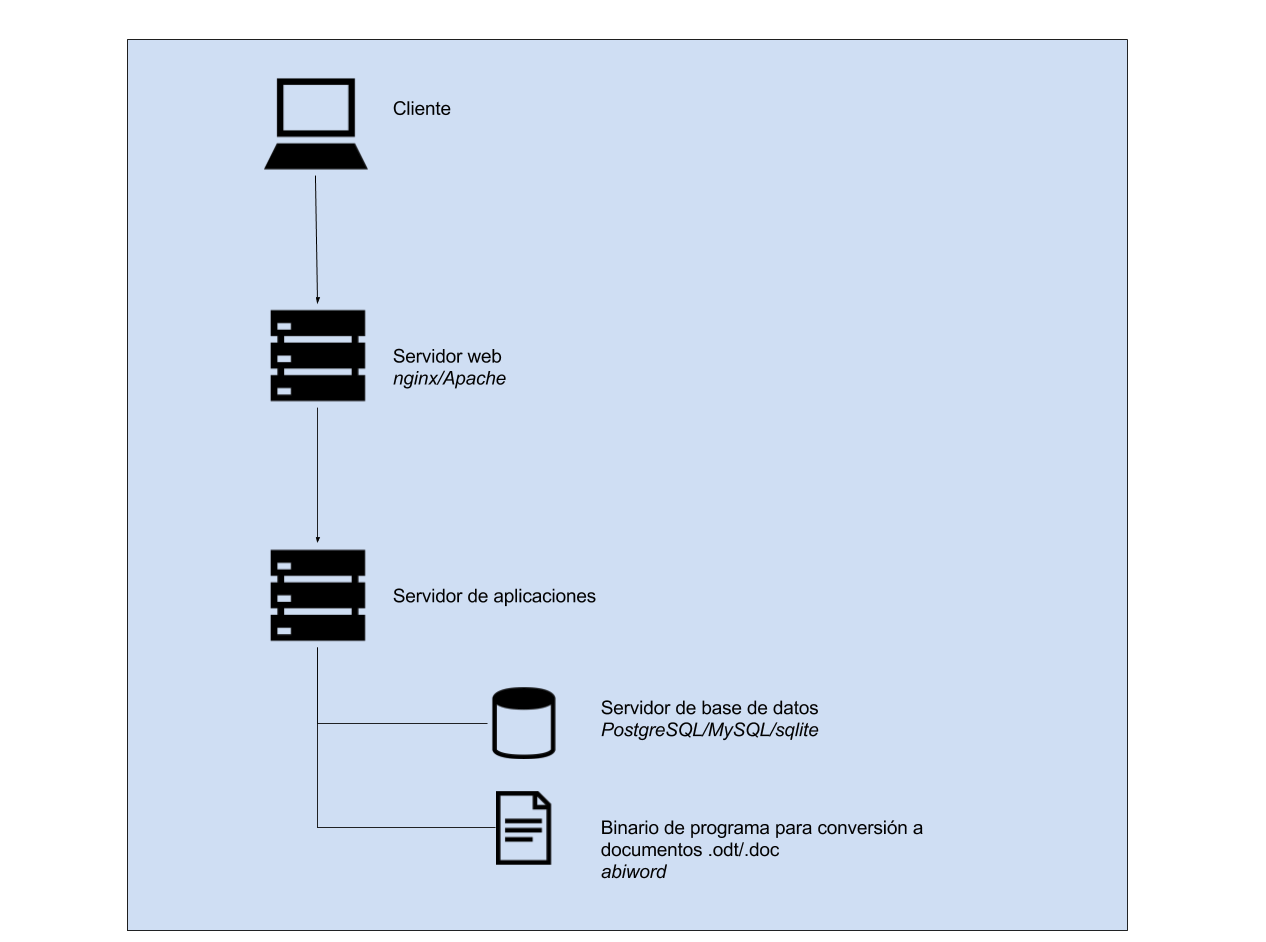 Cliente
Servidor web
nginx/Apache
Servidor de aplicaciones
Servidor de base de datos
PostgreSQL/MySQL/sqlite
Binario de programa para conversión a
documentos .odt/.doc
abiword